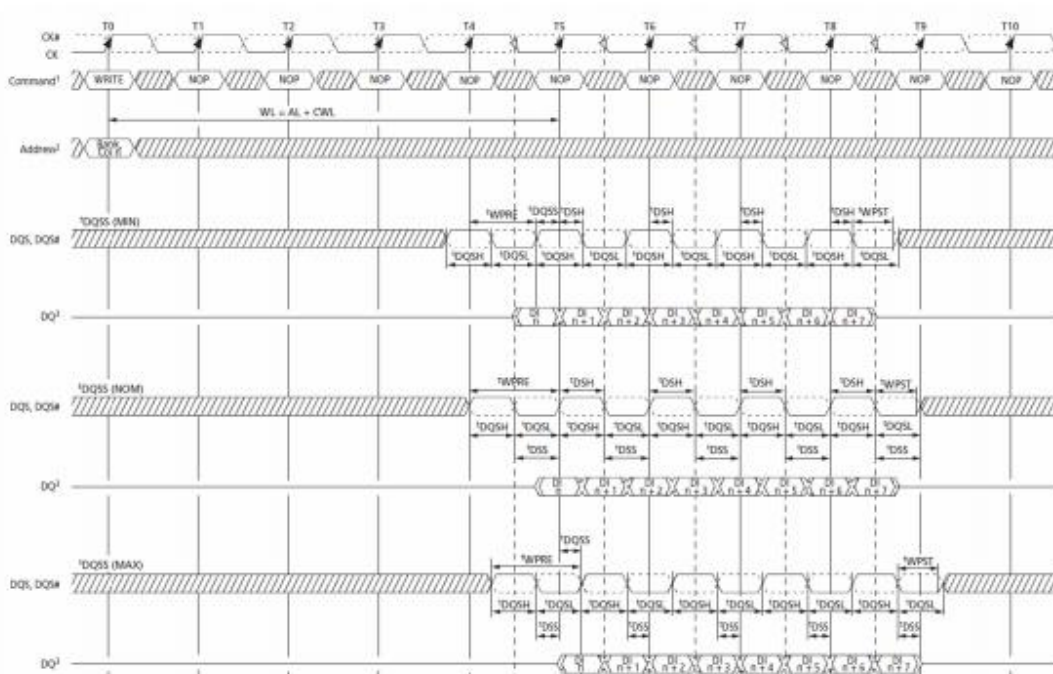 T0 T1 T2 T3 T4 T5 T6 T7 T8 T9 T10
CK#
CK
Command¹ WRITE NOP NOP NOP NOP NOP NOP NOP NOP NOP NOP
WL = AL + CWL
Address² Bank, Col n
tDQSS (MIN) tWPRE tDQSS tDSH tDSH tDSH tDSH tWPST
DQS, DQS#
tDQSH tDQSL tDQSH tDQSL tDQSH tDQSL tDQSH tDQSL tDQSH tDQSL
DQ³ DI n DI n + 1 DI n + 2 DI n + 3 DI n + 4 DI n + 5 DI n + 6 DI n + 7
tDQSS (NOM) tWPRE tDSH tDSH tDSH tDSH tWPST
DQS, DQS#
tDQSH tDQSL tDQSH tDQSL tDQSH tDQSL tDQSH tDQSL tDQSH tDQSL
tDSS tDSS tDSS tDSS tDSS
DQ³ DI n DI n + 1 DI n + 2 DI n + 3 DI n + 4 DI n + 5 DI n + 6 DI n + 7
tDQSS
tDQSS (MAX) tWPRE tWPST
DQS, DQS#
tDQSH tDQSL tDQSH tDQSL tDQSH tDQSL tDQSH tDQSL tDQSH tDQSL
tDSS tDSS tDSS tDSS tDSS
DQ³ DI n DI n + 1 DI n + 2 DI n + 3 DI n + 4 DI n + 5 DI n + 6 DI n + 7